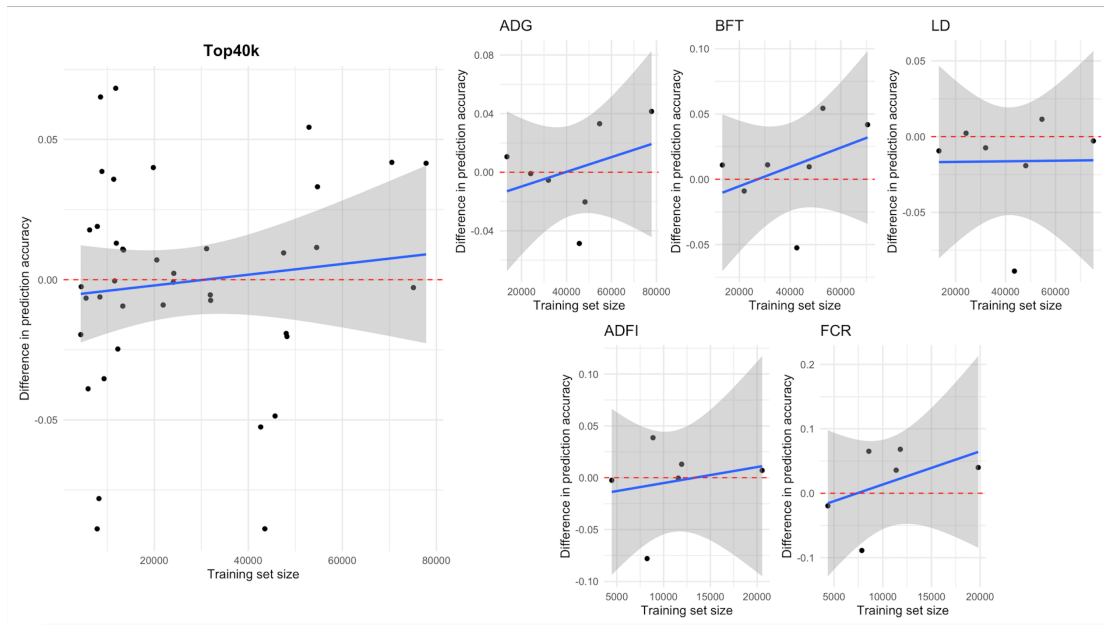 Top40k
Difference in prediction accuracy
0.05
0.00
-0.05
20000 40000 60000 80000
Training set size
ADG
Difference in prediction accuracy
0.08
0.04
0.00
-0.04
20000 40000 60000 80000
Training set size
BFT
Difference in prediction accuracy
0.10
0.05
0.00
-0.05
20000 40000 60000
Training set size
LD
Difference in prediction accuracy
0.00
-0.05
20000 40000 60000
Training set size
ADFI
Difference in prediction accuracy
0.10
0.05
0.00
-0.05
-0.10
5000 10000 15000 20000
Training set size
FCR
Difference in prediction accuracy
0.2
0.1
0.0
-0.1
5000 10000 15000 20000
Training set size